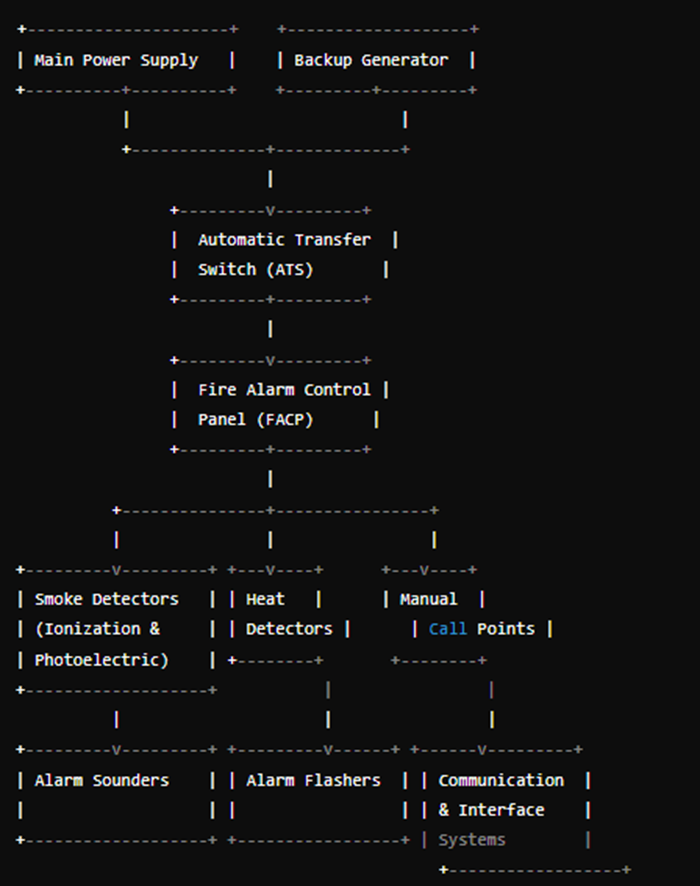 +---------------------+    +--------------------+
| Main Power Supply   |    | Backup Generator  |
+----------+----------+    +---------+---------+
           |                            |
           +--------------+-------------+
                          |
                +---------v---------+
                |  Automatic Transfer  |
                |  Switch (ATS)       |
                +---------+---------+
                          |
                +---------v---------+
                |  Fire Alarm Control |
                |  Panel (FACP)      |
                +---------+---------+
                          |
          +---------------+----------------+
          |               |                |
+---------v---------+ +---v----+      +---v----+
| Smoke Detectors   | | Heat   |      | Manual  |
| (Ionization &     | | Detectors |      | Call Points |
| Photoelectric)    | +--------+       +--------+
+-------------------+           |                |
          |                     |                |
+---------v---------+ +---------v------+ +------v---------+
| Alarm Sounders    | | Alarm Flashers  | | Communication  |
|                   | |                 | | & Interface    |
+-------------------+ +-----------------+ | Systems        |
                                            +-----------------+